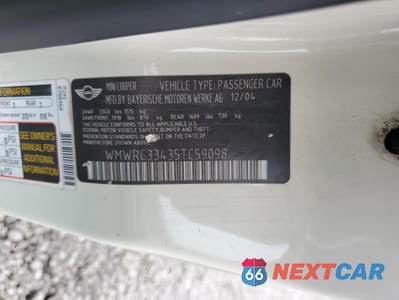 MINI COOPER VEHICLE TYPE: PASSENGER CAR
MFD BY BAYERISCHE MOTOREN WERKE AG 12/04
THIS VEHICLE CONFORMS TO ALL APPLICABLE
FEDERAL MOTOR VEHICLE SAFETY, BUMPER AND
THEFT PREVENTION STANDARDS IN EFFECT ON THE
DATE OF MANUFACTURE SHOWN ABOVE.
WMWRC33435TC59098
INFORMATION
SEE OWNER'S
MANUAL FOR
ADDITIONAL
INFORMATION
66 NEXTCAR